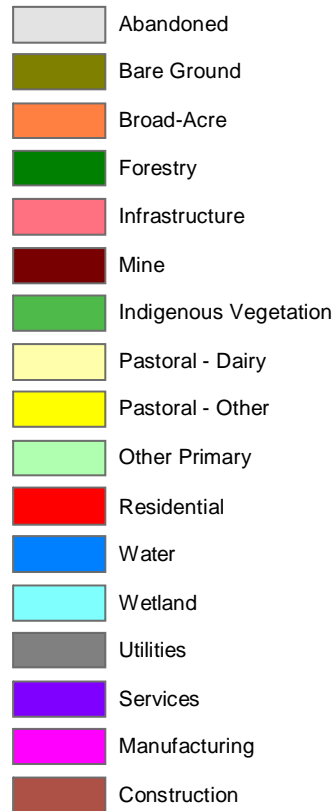 Abandoned
Bare Ground
Broad-Acre
Forestry
Infrastructure
Mine
Indigenous Vegetation
Pastoral - Dairy
Pastoral - Other
Other Primary
Residential
Water
Wetland
Utilities
Services
Manufacturing
Construction